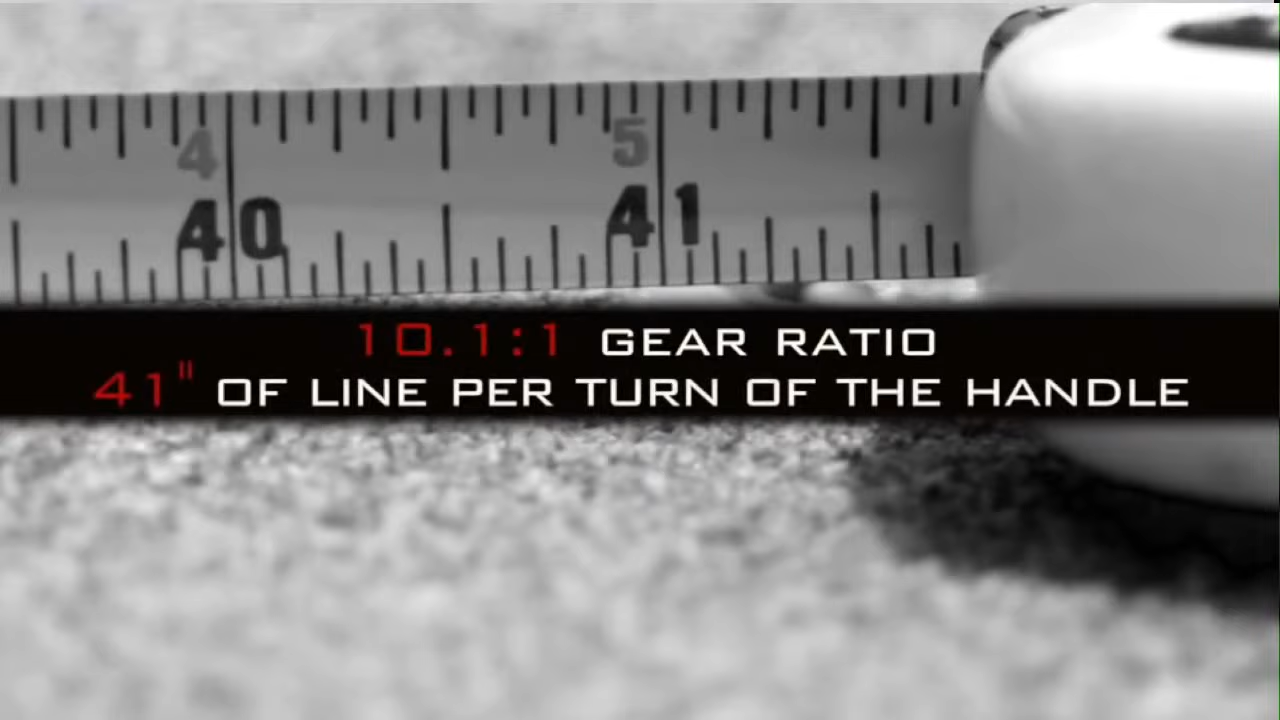 4 5
40 41
10.1:1 GEAR RATIO
41" OF LINE PER TURN OF THE HANDLE